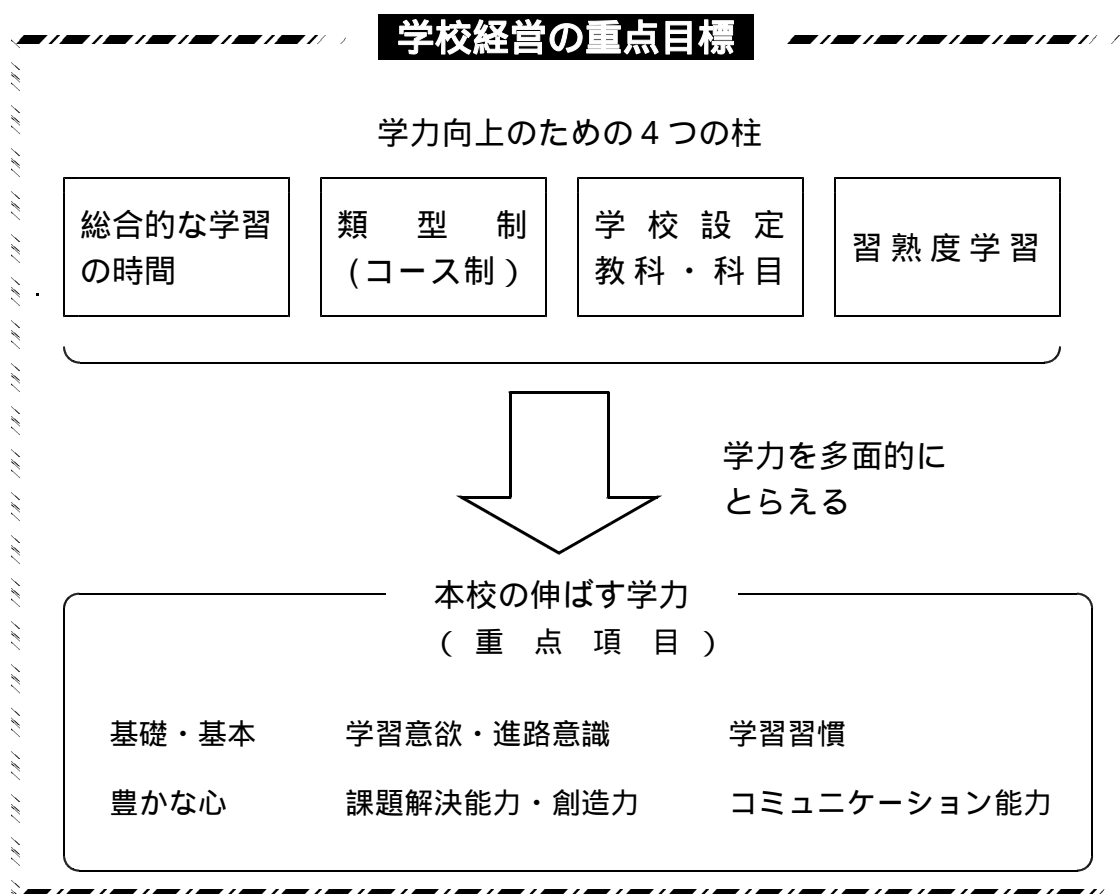 学校経営の重点目標
学力向上のための４つの柱
総合的な学習
の時間
類型制
(コース制)
学校設定
教科・科目
習熟度学習
学力を多面的に
とらえる
本校の伸ばす学力
(重点項目)
基礎・基本 学習意欲・進路意識 学習習慣
豊かな心 課題解決能力・創造力 コミュニケーション能力